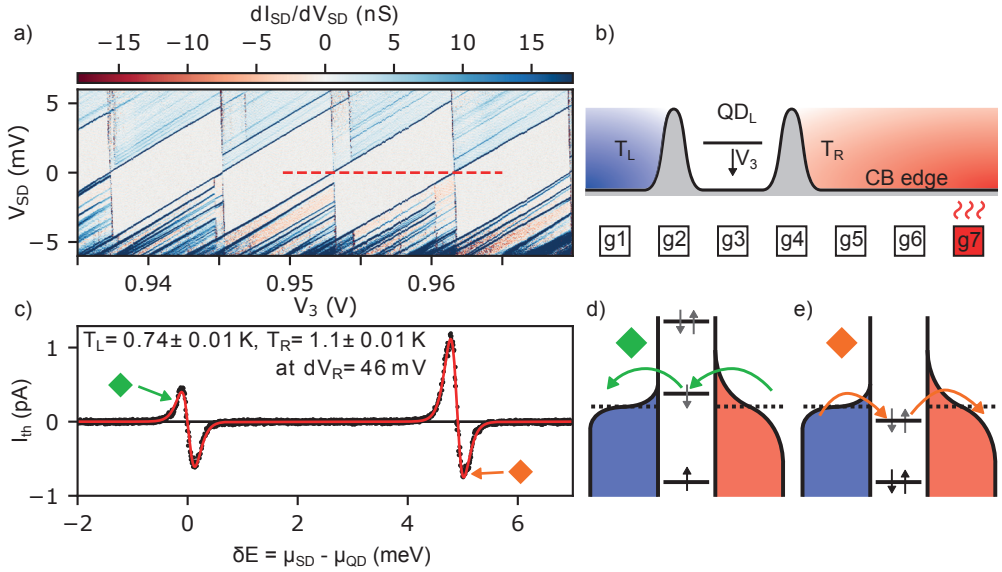 a)
dI_SD/dV_SD (nS)
−15 −10 −5 0 5 10 15
V_SD (mV)
5
0
−5
0.94 0.95 0.96
V_3 (V)
b)
QD_L
T_L
V_3
T_R
CB edge
g1 g2 g3 g4 g5 g6 g7
c)
T_L= 0.74± 0.01 K, T_R= 1.1± 0.01 K
at dV_R= 46 mV
I_th (pA)
1
0
−1
−2 0 2 4 6
δE = μ_SD - μ_QD (meV)
d)
e)